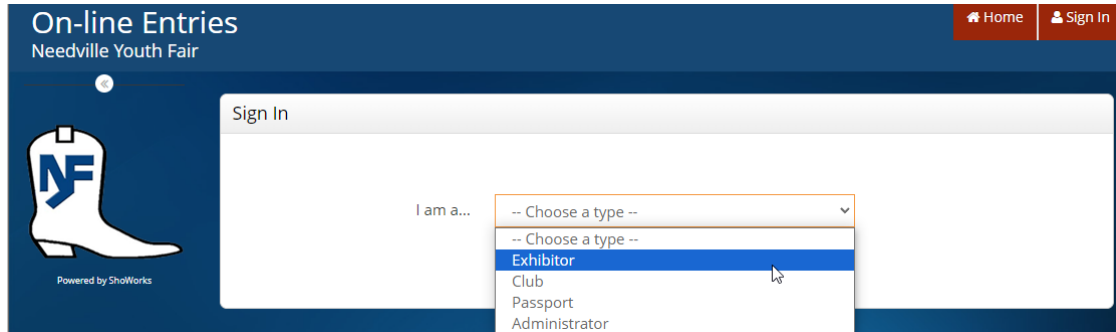 On-line Entries
Needville Youth Fair
Home
Sign In
Sign In
NYF
Powered by ShoWorks
I am a...
-- Choose a type --
-- Choose a type --
Exhibitor
Club
Passport
Administrator